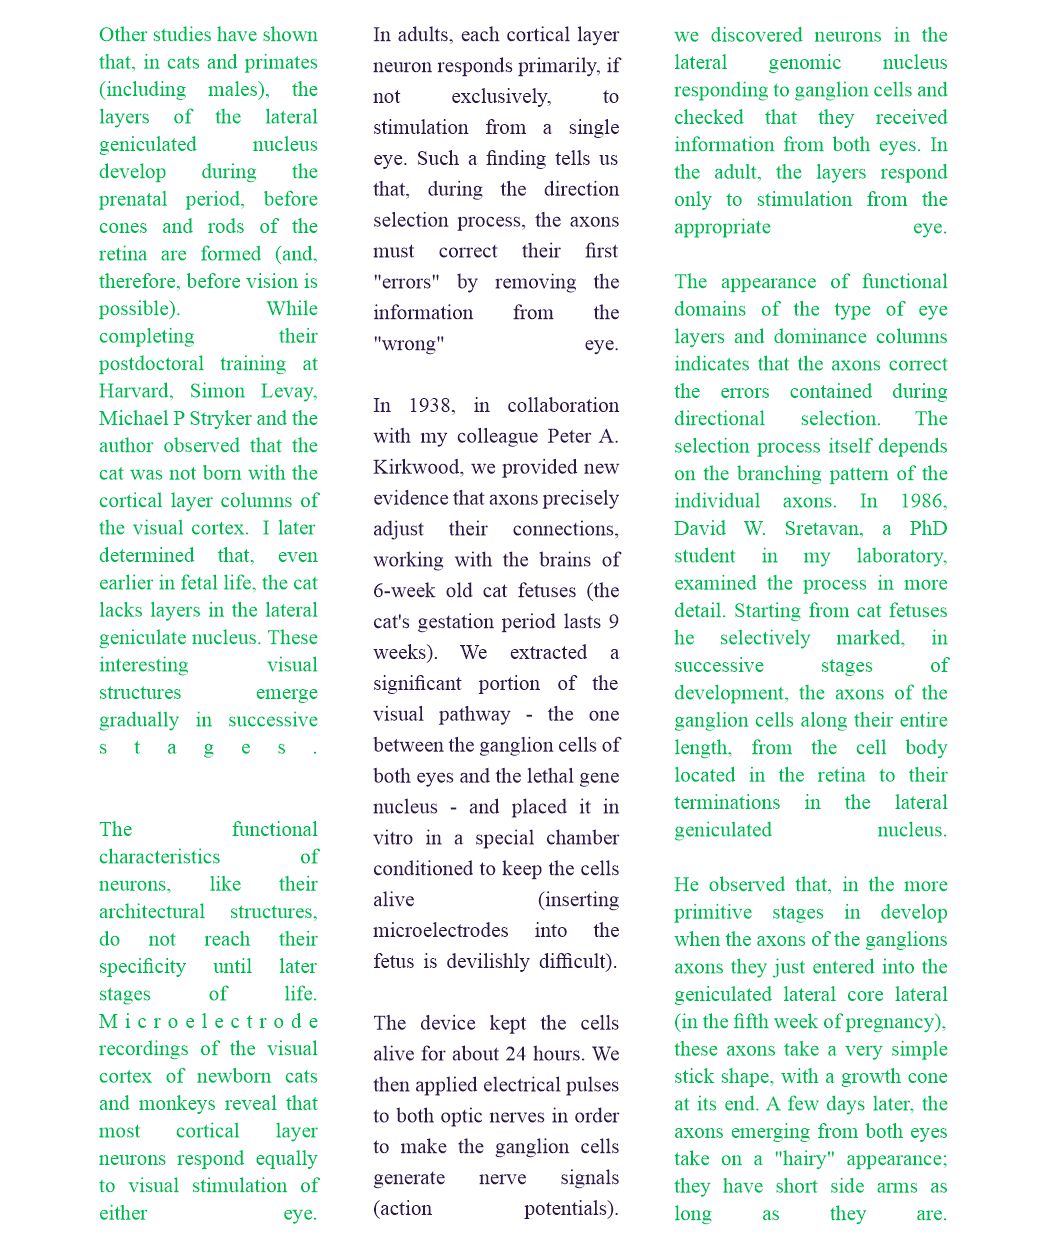 Other studies have shown
that, in cats and primates
(including males), the
layers of the lateral
geniculated nucleus
develop during the
prenatal period, before
cones and rods of the
retina are formed (and,
therefore, before vision is
possible). While
completing their
postdoctoral training at
Harvard, Simon Levay,
Michael P Stryker and the
author observed that the
cat was not born with the
cortical layer columns of
the visual cortex. I later
determined that, even
earlier in fetal life, the cat
lacks layers in the lateral
geniculate nucleus. These
interesting visual
structures emerge
gradually in successive
stages.
The functional
characteristics of
neurons, like their
architectural structures,
do not reach their
specificity until later
stages of life.
Microelectrode
recordings of the visual
cortex of newborn cats
and monkeys reveal that
most cortical layer
neurons respond equally
to visual stimulation of
either eye.
In adults, each cortical layer
neuron responds primarily, if
not exclusively, to
stimulation from a single
eye. Such a finding tells us
that, during the direction
selection process, the axons
must correct their first
"errors" by removing the
information from the
"wrong" eye.
In 1938, in collaboration
with my colleague Peter A.
Kirkwood, we provided new
evidence that axons precisely
adjust their connections,
working with the brains of
6-week old cat fetuses (the
cat's gestation period lasts 9
weeks). We extracted a
significant portion of the
visual pathway - the one
between the ganglion cells of
both eyes and the lethal gene
nucleus - and placed it in
vitro in a special chamber
conditioned to keep the cells
alive (inserting
microelectrodes into the
fetus is devilishly difficult).
The device kept the cells
alive for about 24 hours. We
then applied electrical pulses
to both optic nerves in order
to make the ganglion cells
generate nerve signals
(action potentials).
we discovered neurons in the
lateral genomic nucleus
responding to ganglion cells and
checked that they received
information from both eyes. In
the adult, the layers respond
only to stimulation from the
appropriate eye.
The appearance of functional
domains of the type of eye
layers and dominance columns
indicates that the axons correct
the errors contained during
directional selection. The
selection process itself depends
on the branching pattern of the
individual axons. In 1986,
David W. Sretavan, a PhD
student in my laboratory,
examined the process in more
detail. Starting from cat fetuses
he selectively marked, in
successive stages of
development, the axons of the
ganglion cells along their entire
length, from the cell body
located in the retina to their
terminations in the lateral
geniculated nucleus.
He observed that, in the more
primitive stages in develop
when the axons of the ganglions
axons they just entered into the
geniculated lateral core lateral
(in the fifth week of pregnancy),
these axons take a very simple
stick shape, with a growth cone
at its end. A few days later, the
axons emerging from both eyes
take on a "hairy" appearance;
they have short side arms as
long as they are.